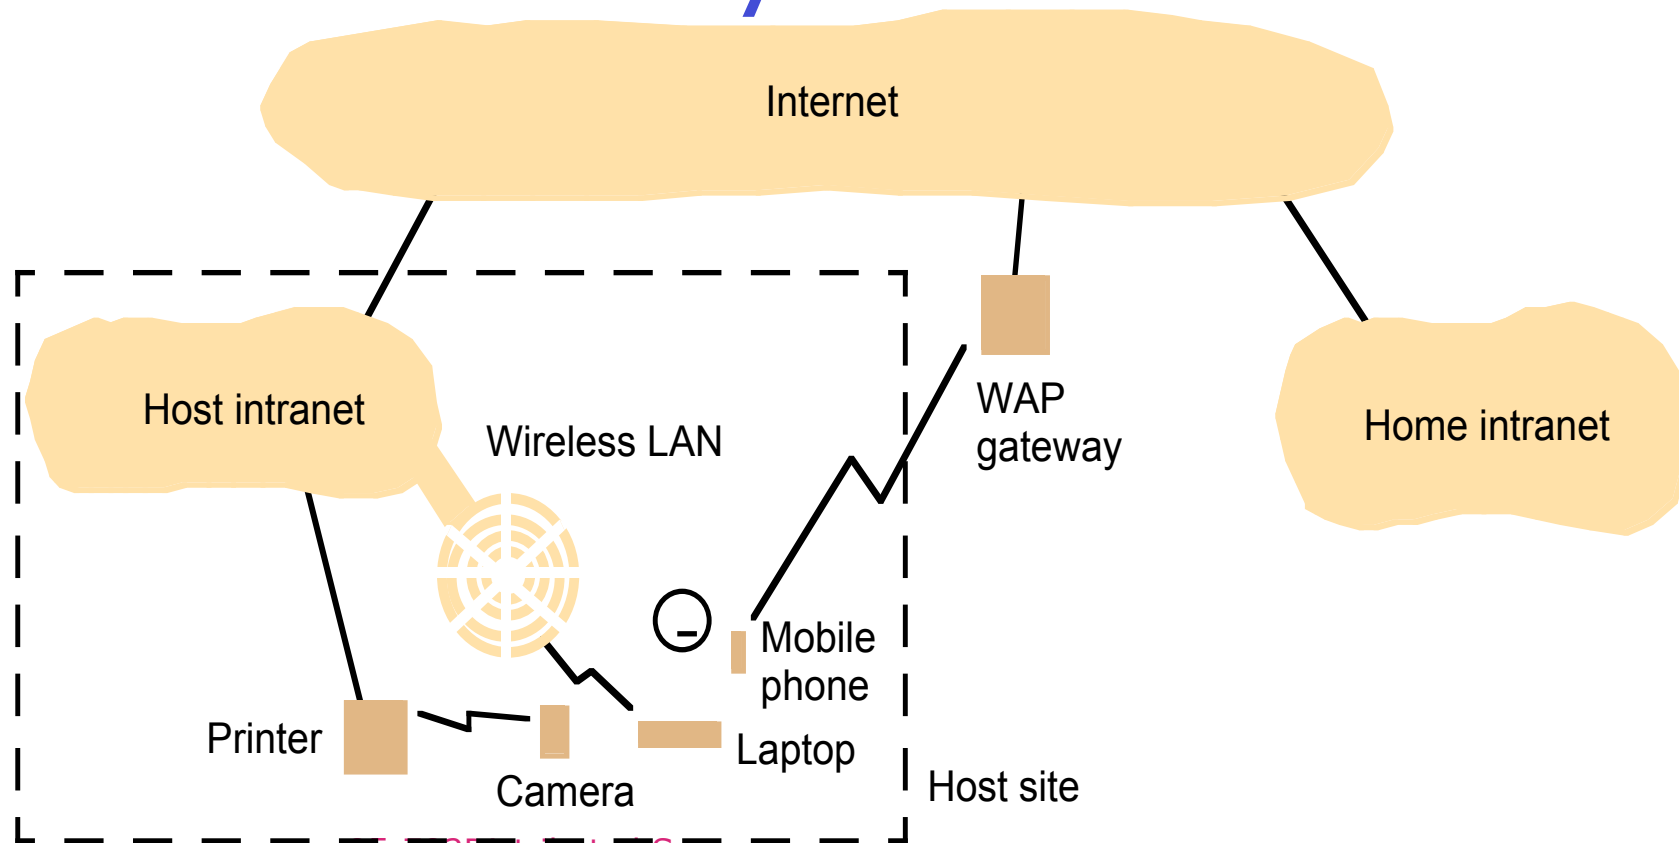 Internet
Host intranet
Wireless LAN
WAP
gateway
Home intranet
Mobile
phone
Printer
Camera
Laptop
Host site